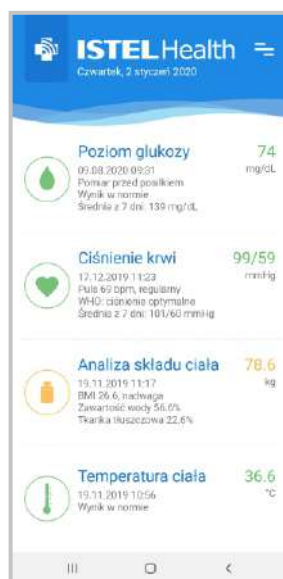 ISTEL Health
Czwartek, 2 styczeń 2020
Poziom glukozy 74
09.08.2020 09:31 mg/dL
Pomiar przed posiłkiem
Wynik w normie
Średnia z 7 dni: 139 mg/dL
Ciśnienie krwi 99/59
17.12.2019 11:23 mmHg
Puls 69 bpm, regularny
WHO: ciśnienie optymalne
Średnia z 7 dni: 101/60 mmHg
Analiza składu ciała 78.6
19.11.2019 11:17 kg
BMI 26.6, nadwaga
Zawartość wody 56.6%
Tkanka tłuszczowa 22.6%
Temperatura ciała 36.6
19.11.2019 10:56 °C
Wynik w normie